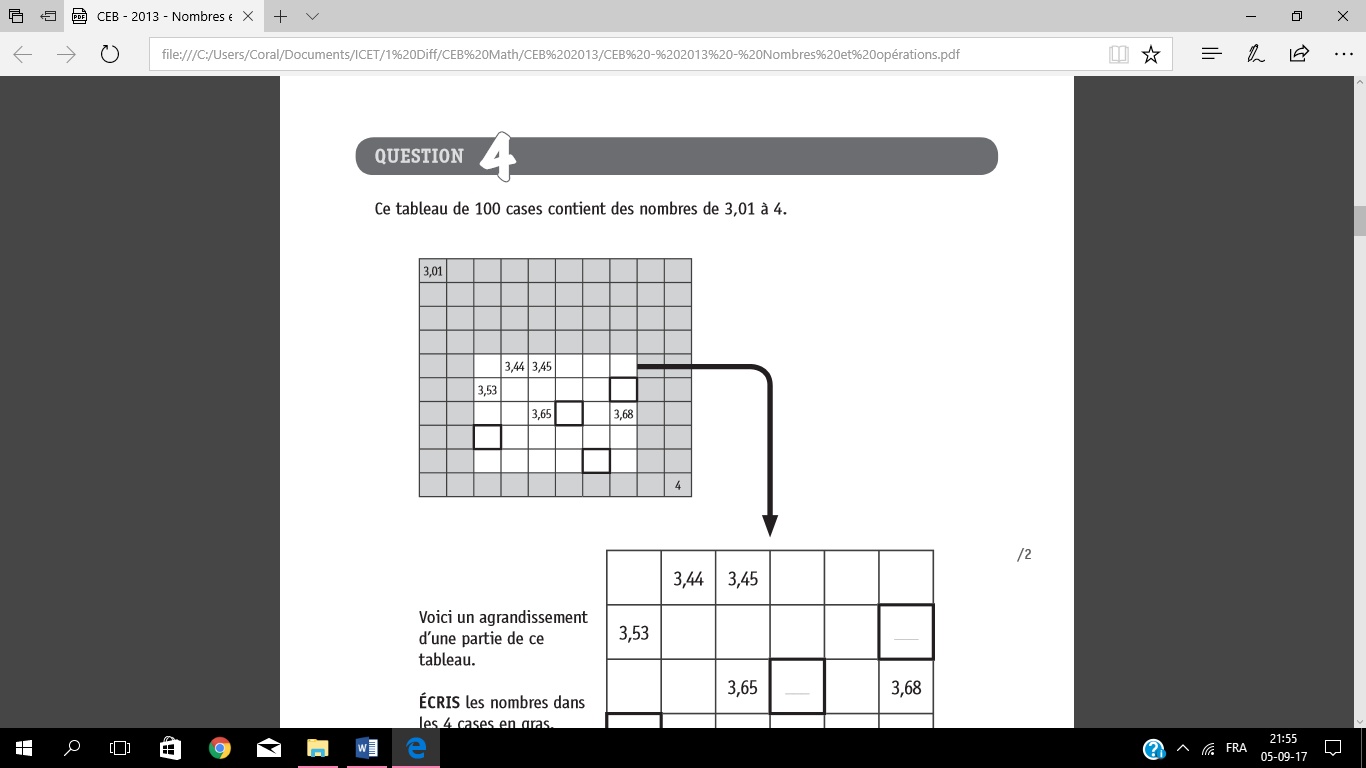 CEB - 2013 - Nombres e
file:///C:/Users/Coral/Documents/ICET/1%20Diff/CEB%20Math/CEB%202013/CEB%20-%202013%20-%20Nombres%20et%20opérations.pdf
QUESTION 4
Ce tableau de 100 cases contient des nombres de 3,01 à 4.
3,01
3,44 3,45
3,53
3,65 3,68
4
/2
Voici un agrandissement
d'une partie de ce
tableau.
ÉCRIS les nombres dans
les 4 cases en gras.
3,44 3,45
3,53
3,65 3,68
FRA
21:55
05-09-17